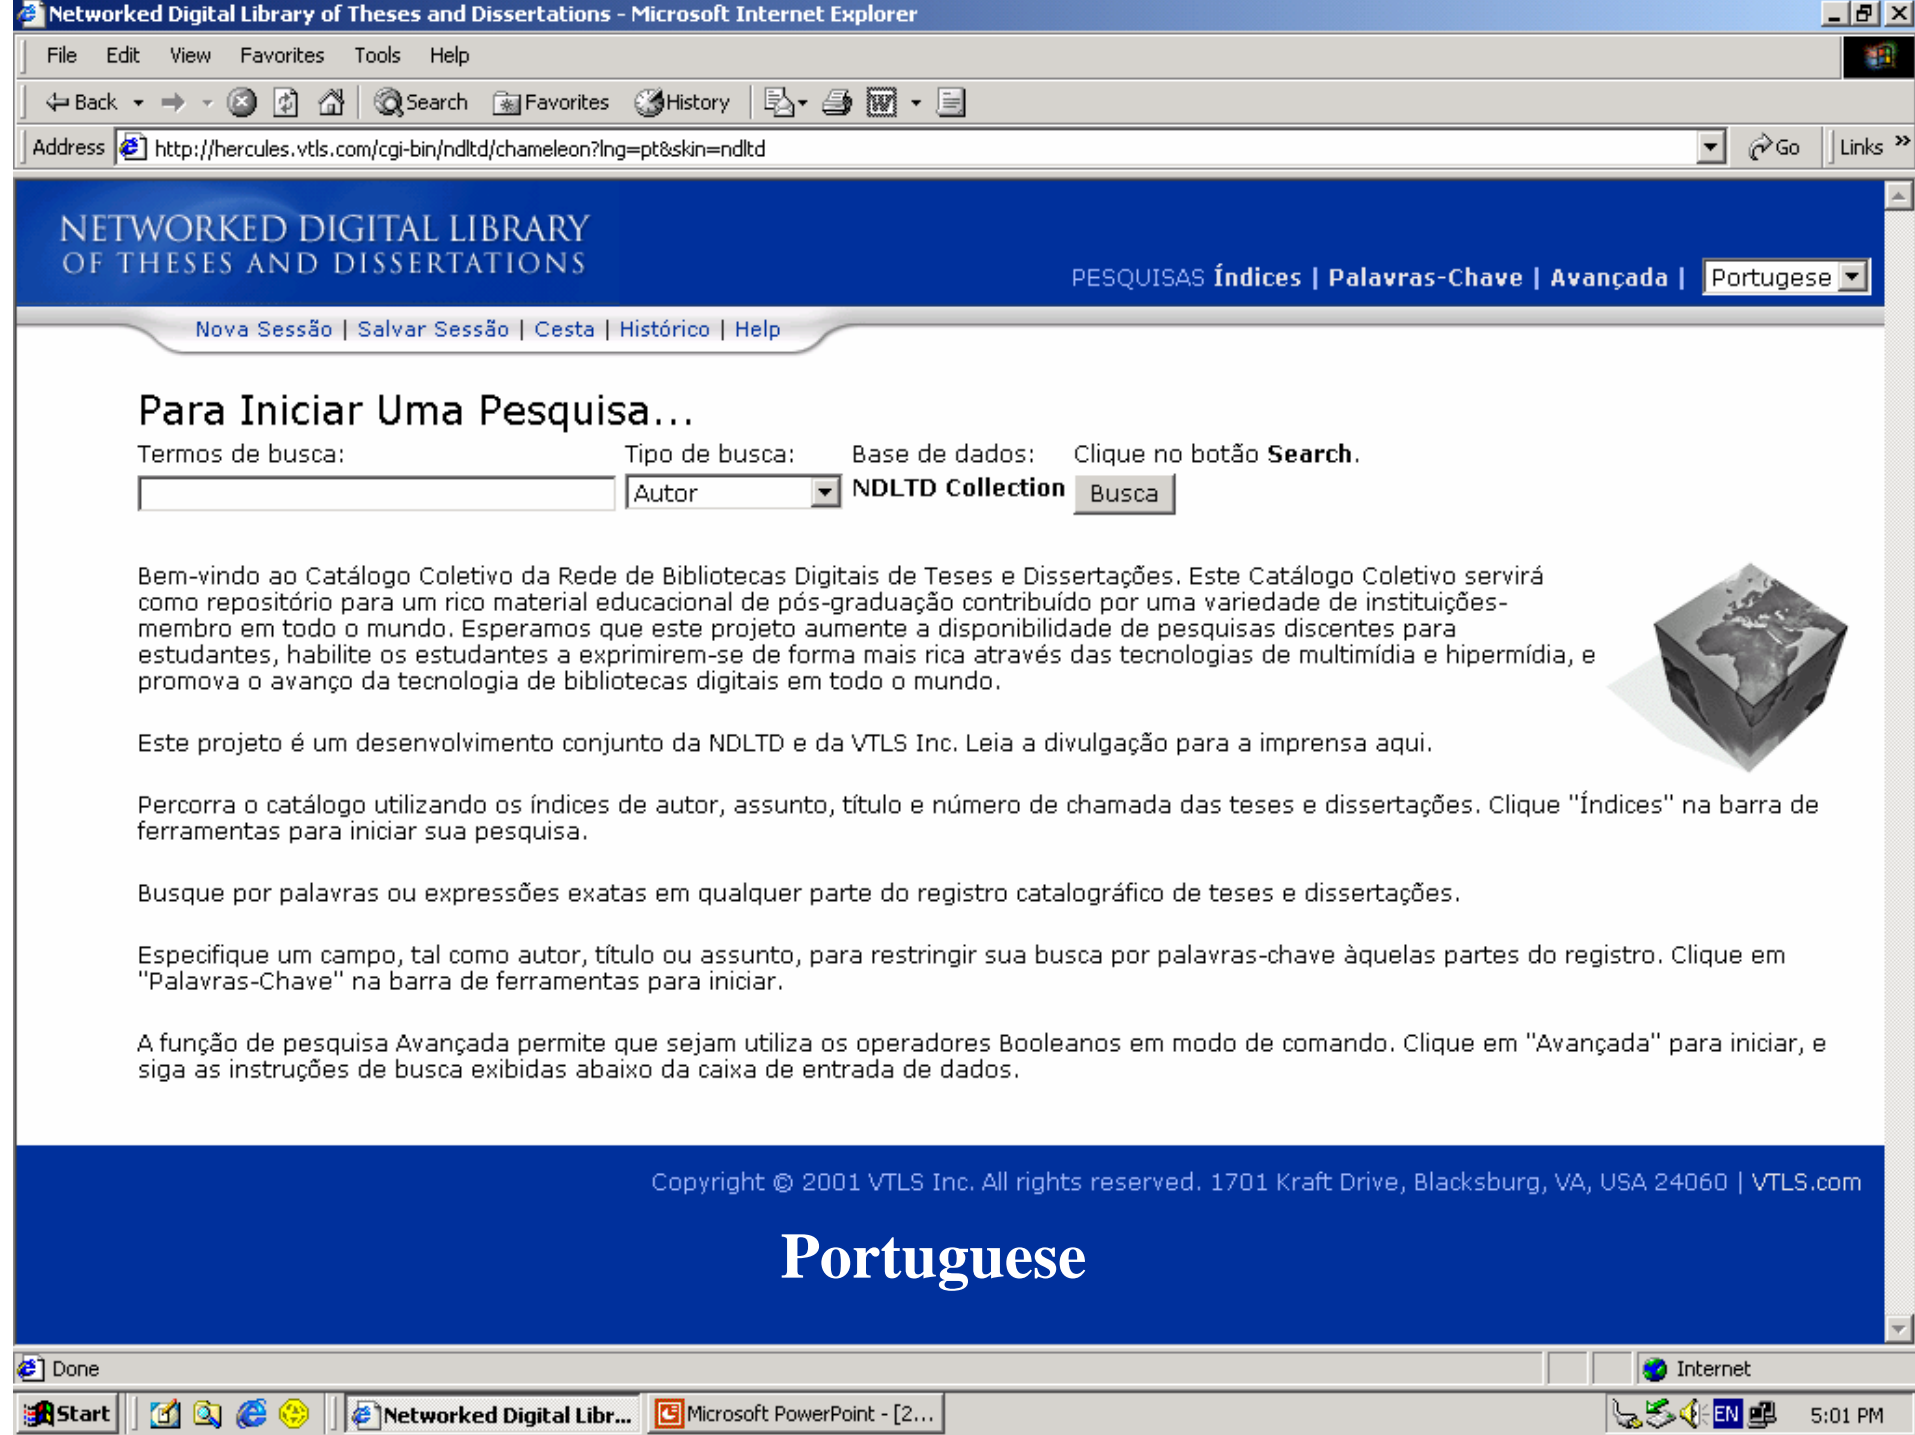 Networked Digital Library of Theses and Dissertations - Microsoft Internet Explorer
File Edit View Favorites Tools Help
Back Search Favorites History
Address http://hercules.vtls.com/cgi-bin/ndltd/chameleon?lng=pt&skin=ndltd Go Links »
NETWORKED DIGITAL LIBRARY
OF THESES AND DISSERTATIONS
PESQUISAS Índices | Palavras-Chave | Avançada | Portugese
Nova Sessão | Salvar Sessão | Cesta | Histórico | Help
Para Iniciar Uma Pesquisa...
Termos de busca: Tipo de busca: Base de dados: Clique no botão Search.
Autor NDLTD Collection Busca
Bem-vindo ao Catálogo Coletivo da Rede de Bibliotecas Digitais de Teses e Dissertações. Este Catálogo Coletivo servirá
como repositório para um rico material educacional de pós-graduação contribuído por uma variedade de instituições-
membro em todo o mundo. Esperamos que este projeto aumente a disponibilidade de pesquisas discentes para
estudantes, habilite os estudantes a exprimirem-se de forma mais rica através das tecnologias de multimídia e hipermídia, e
promova o avanço da tecnologia de bibliotecas digitais em todo o mundo.
Este projeto é um desenvolvimento conjunto da NDLTD e da VTLS Inc. Leia a divulgação para a imprensa aqui.
Percorra o catálogo utilizando os índices de autor, assunto, título e número de chamada das teses e dissertações. Clique "Índices" na barra de
ferramentas para iniciar sua pesquisa.
Busque por palavras ou expressões exatas em qualquer parte do registro catalográfico de teses e dissertações.
Especifique um campo, tal como autor, título ou assunto, para restringir sua busca por palavras-chave àquelas partes do registro. Clique em
"Palavras-Chave" na barra de ferramentas para iniciar.
A função de pesquisa Avançada permite que sejam utiliza os operadores Booleanos em modo de comando. Clique em "Avançada" para iniciar, e
siga as instruções de busca exibidas abaixo da caixa de entrada de dados.
Copyright © 2001 VTLS Inc. All rights reserved. 1701 Kraft Drive, Blacksburg, VA, USA 24060 | VTLS.com
Portuguese
Done Internet
Start Networked Digital Libr... Microsoft PowerPoint - [2... EN 5:01 PM